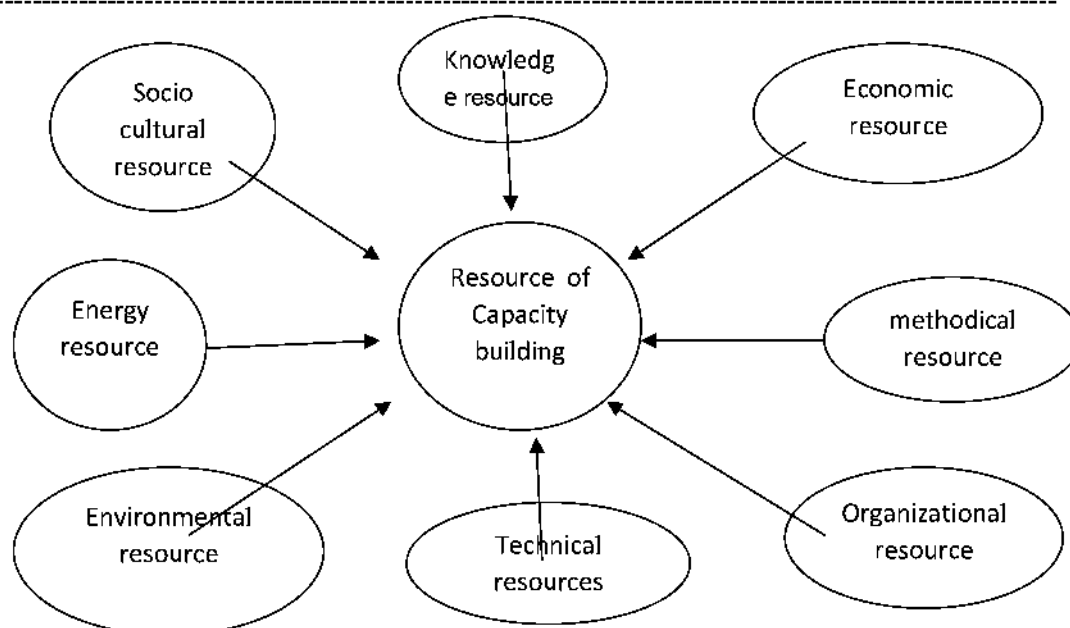 Knowledg
e resource
Socio
cultural
resource
Economic
resource
Resource of
Capacity
building
Energy
resource
methodical
resource
Environmental
resource
Technical
resources
Organizational
resource